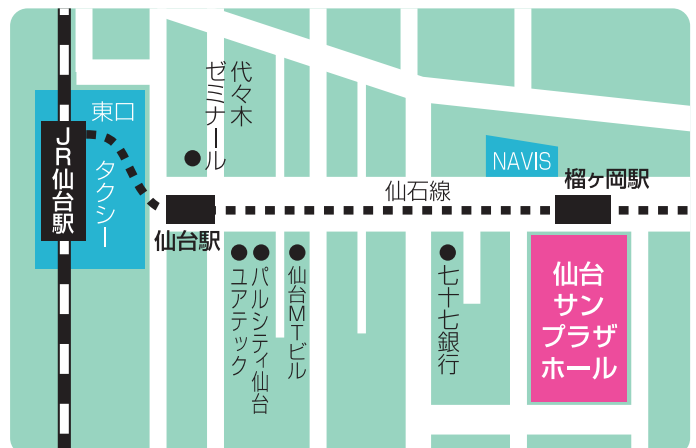 東口
JR仙台駅
タクシー
代々木
ゼミナール
仙台駅
仙石線
NAVIS
榴ヶ岡駅
ユアテック
パルシティ仙台
仙台MTビル
七十七銀行
仙台
サン
プラザ
ホール